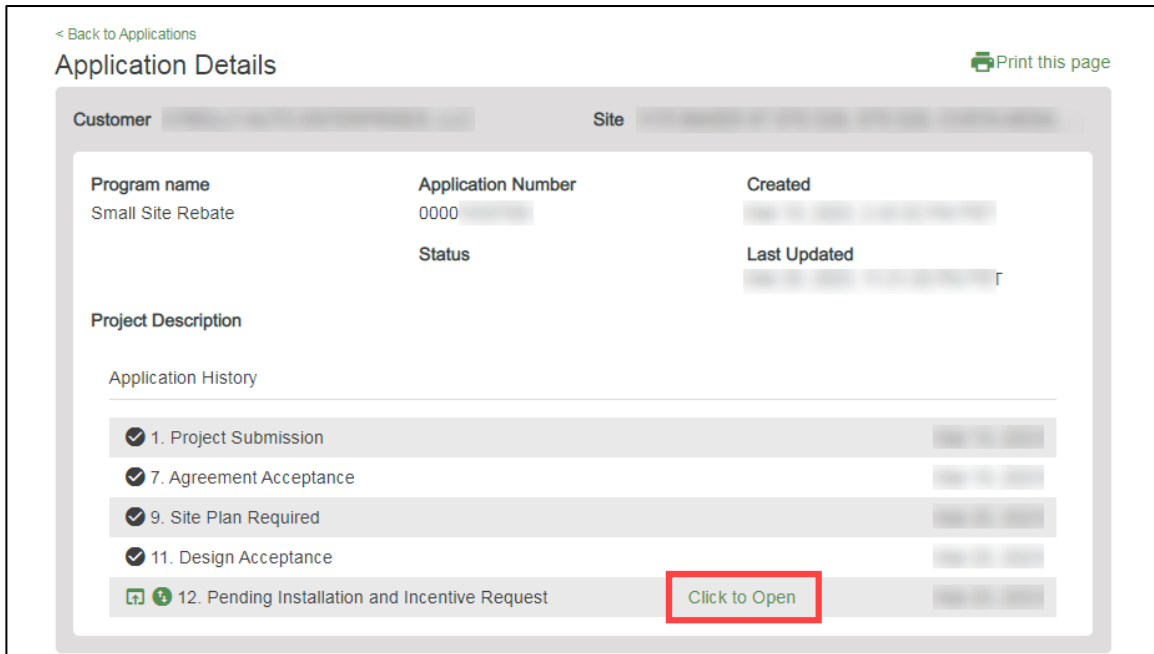 < Back to Applications
Application Details
Print this page
Customer
Site
Program name
Application Number
Created
Small Site Rebate
0000
Status
Last Updated
T
Project Description
Application History
1. Project Submission
7. Agreement Acceptance
9. Site Plan Required
11. Design Acceptance
12. Pending Installation and Incentive Request Click to Open